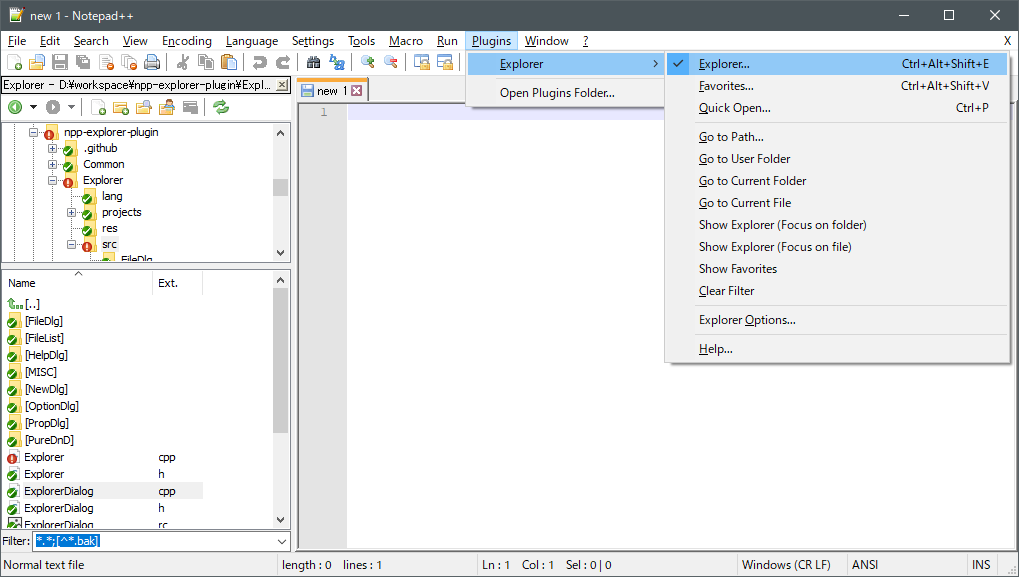 new 1 - Notepad++
File Edit Search View Encoding Language Settings Tools Macro Run Plugins Window ? X
Explorer – D:¥workspace¥npp-explorer-plugin¥Expl...
new 1
1
npp-explorer-plugin
.github
Common
Explorer
lang
projects
res
src
FileDlg
Name Ext.
[..]
[FileDlg]
[FileList]
[HelpDlg]
[MISC]
[NewDlg]
[OptionDlg]
[PropDlg]
[PureDnD]
Explorer cpp
Explorer h
ExplorerDialog cpp
ExplorerDialog h
ExplorerDialog rc
Filter: *.*;[^*.bak]
Explorer
Open Plugins Folder...
Explorer... Ctrl+Alt+Shift+E
Favorites... Ctrl+Alt+Shift+V
Quick Open... Ctrl+P
Go to Path...
Go to User Folder
Go to Current Folder
Go to Current File
Show Explorer (Focus on folder)
Show Explorer (Focus on file)
Show Favorites
Clear Filter
Explorer Options...
Help...
Normal text file length : 0 lines : 1 Ln : 1 Col : 1 Sel : 0 | 0 Windows (CR LF) ANSI INS